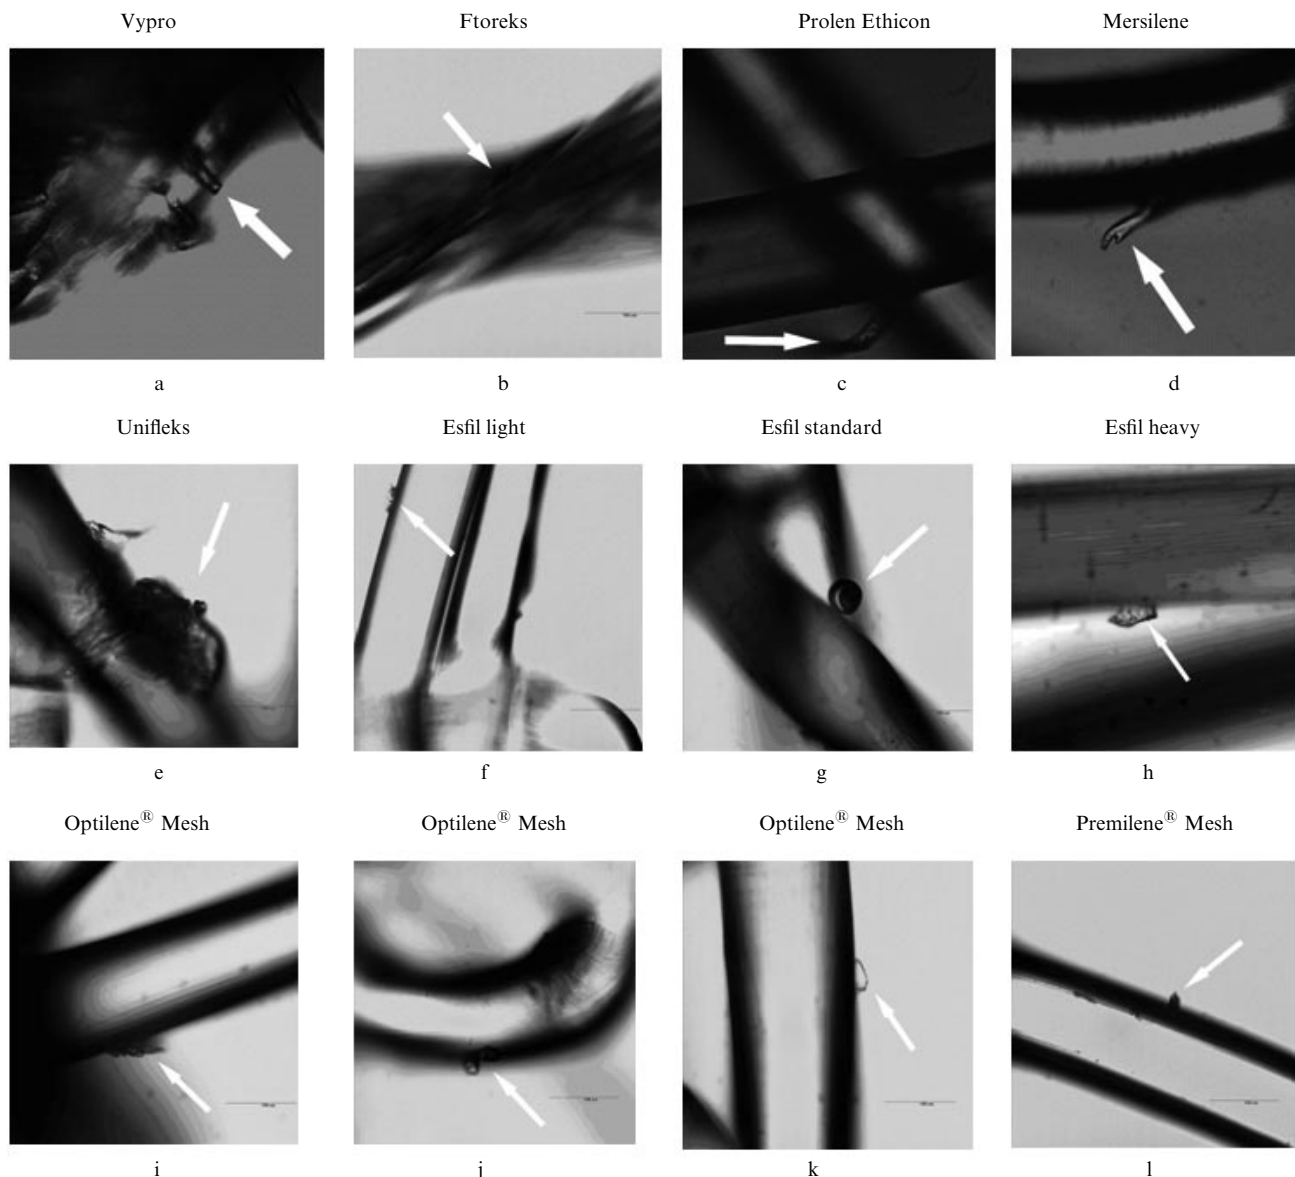 Vypro Ftoreks Prolen Ethicon Mersilene
a b c d
Unifleks Esfil light Esfil standard Esfil heavy
e f g h
Optilene® Mesh Optilene® Mesh Optilene® Mesh Premilene® Mesh
i j k l